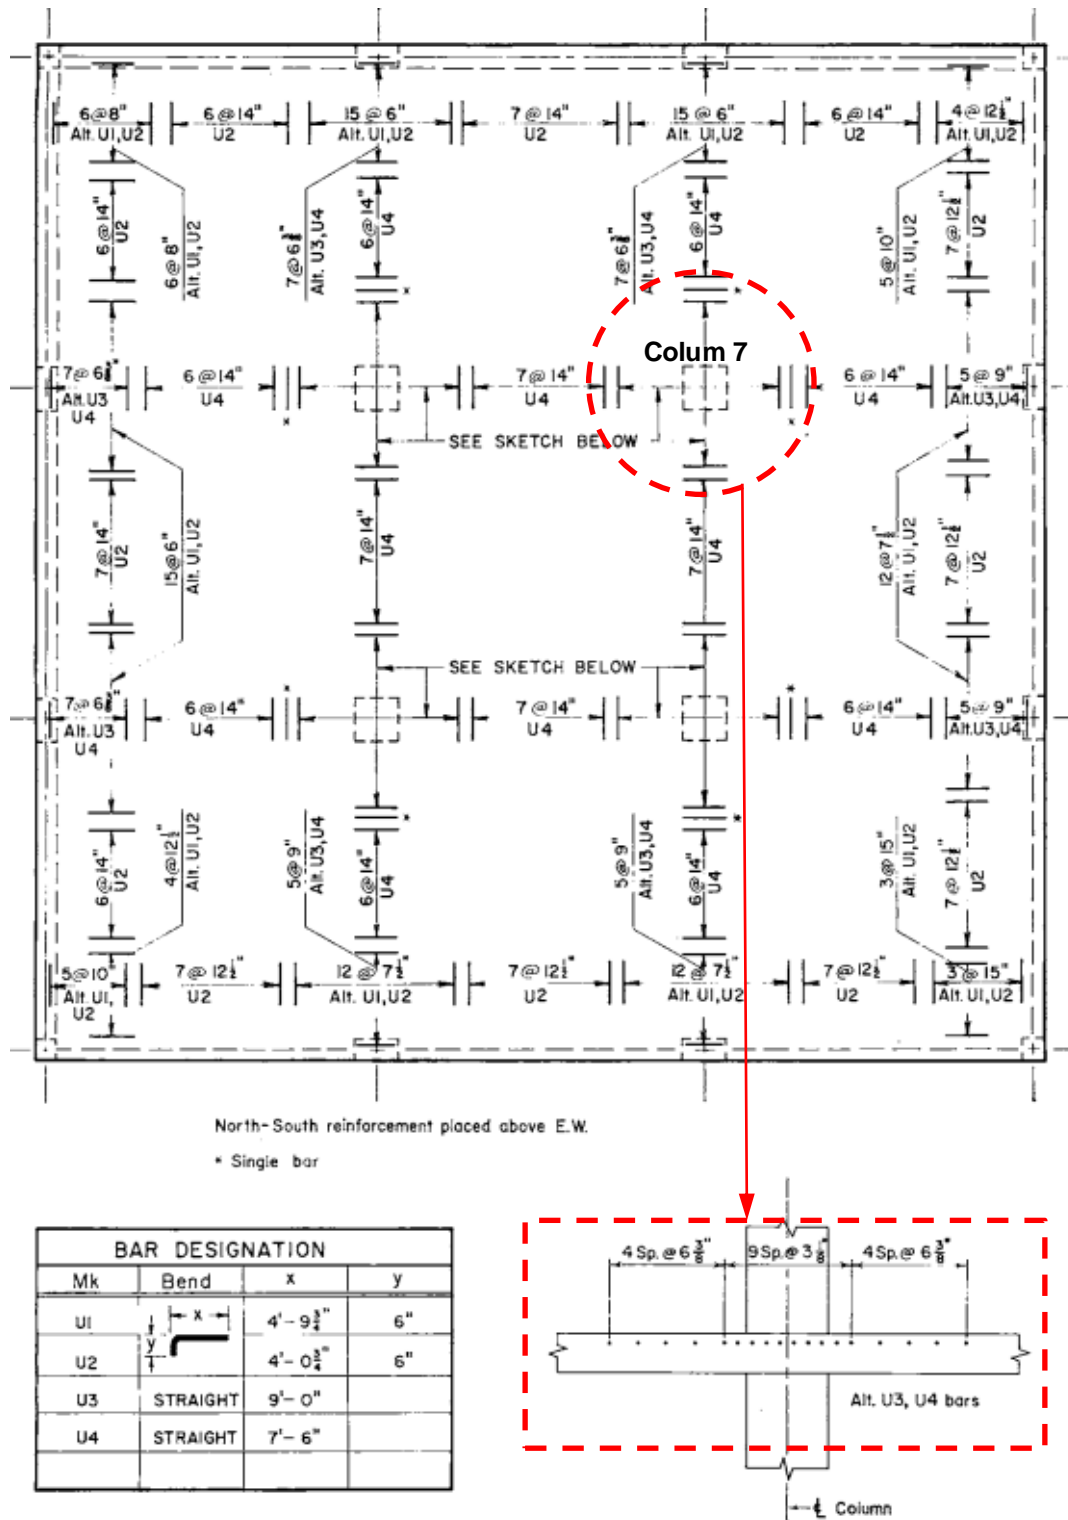 6@8" 6@14" 15@6" 7@14" 15@6" 6@14" 4@12½"
Alt. U1,U2 U2 Alt. U1,U2 U2 Alt. U1,U2 U2 Alt. U1,U2
6@14"
U2
6@8"
Alt. U1,U2
7@6⅜"
Alt. U3,U4
6@14"
U4
7@6⅜"
Alt. U3,U4
6@14"
U4
5@10"
Alt. U1,U2
7@12½"
U2
*
*
Colum 7
7@6⅜" 6@14" 7@14" 6@14" 5@9"
Alt.U3 U4 U4 U4 Alt.U3,U4
U4
*
*
SEE SKETCH BELOW
7@14"
U2
15@6"
Alt. U1,U2
7@14"
U4
7@14"
U4
12@7½"
Alt. U1,U2
7@12½"
U2
SEE SKETCH BELOW
*
*
7@6⅜" 6@14" 7@14" 6@14" 5@9"
Alt.U3 U4 U4 U4 Alt.U3,U4
U4
6@14"
U2
4@12½"
Alt. U1,U2
5@9"
Alt. U3,U4
6@14"
U4
*
5@9"
Alt. U3,U4
6@14"
U4
*
3@15"
Alt. U1,U2
7@12½"
U2
5@10" 7@12½" 12@7½" 7@12½" 12@7½" 7@12½" 3@15"
Alt. U1, U2 Alt. U1,U2 U2 Alt. U1,U2 U2 Alt. U1,U2
U2
North-South reinforcement placed above E.W.
* Single bar
BAR DESIGNATION
Mk Bend x y
U1 4'-9¾" 6"
x
y
U2 4'-0¾" 6"
U3 STRAIGHT 9'-0"
U4 STRAIGHT 7'-6"
4 Sp.@6⅜" 9 Sp.@3⅛" 4 Sp.@6⅜"
Alt. U3, U4 bars
℄ Column